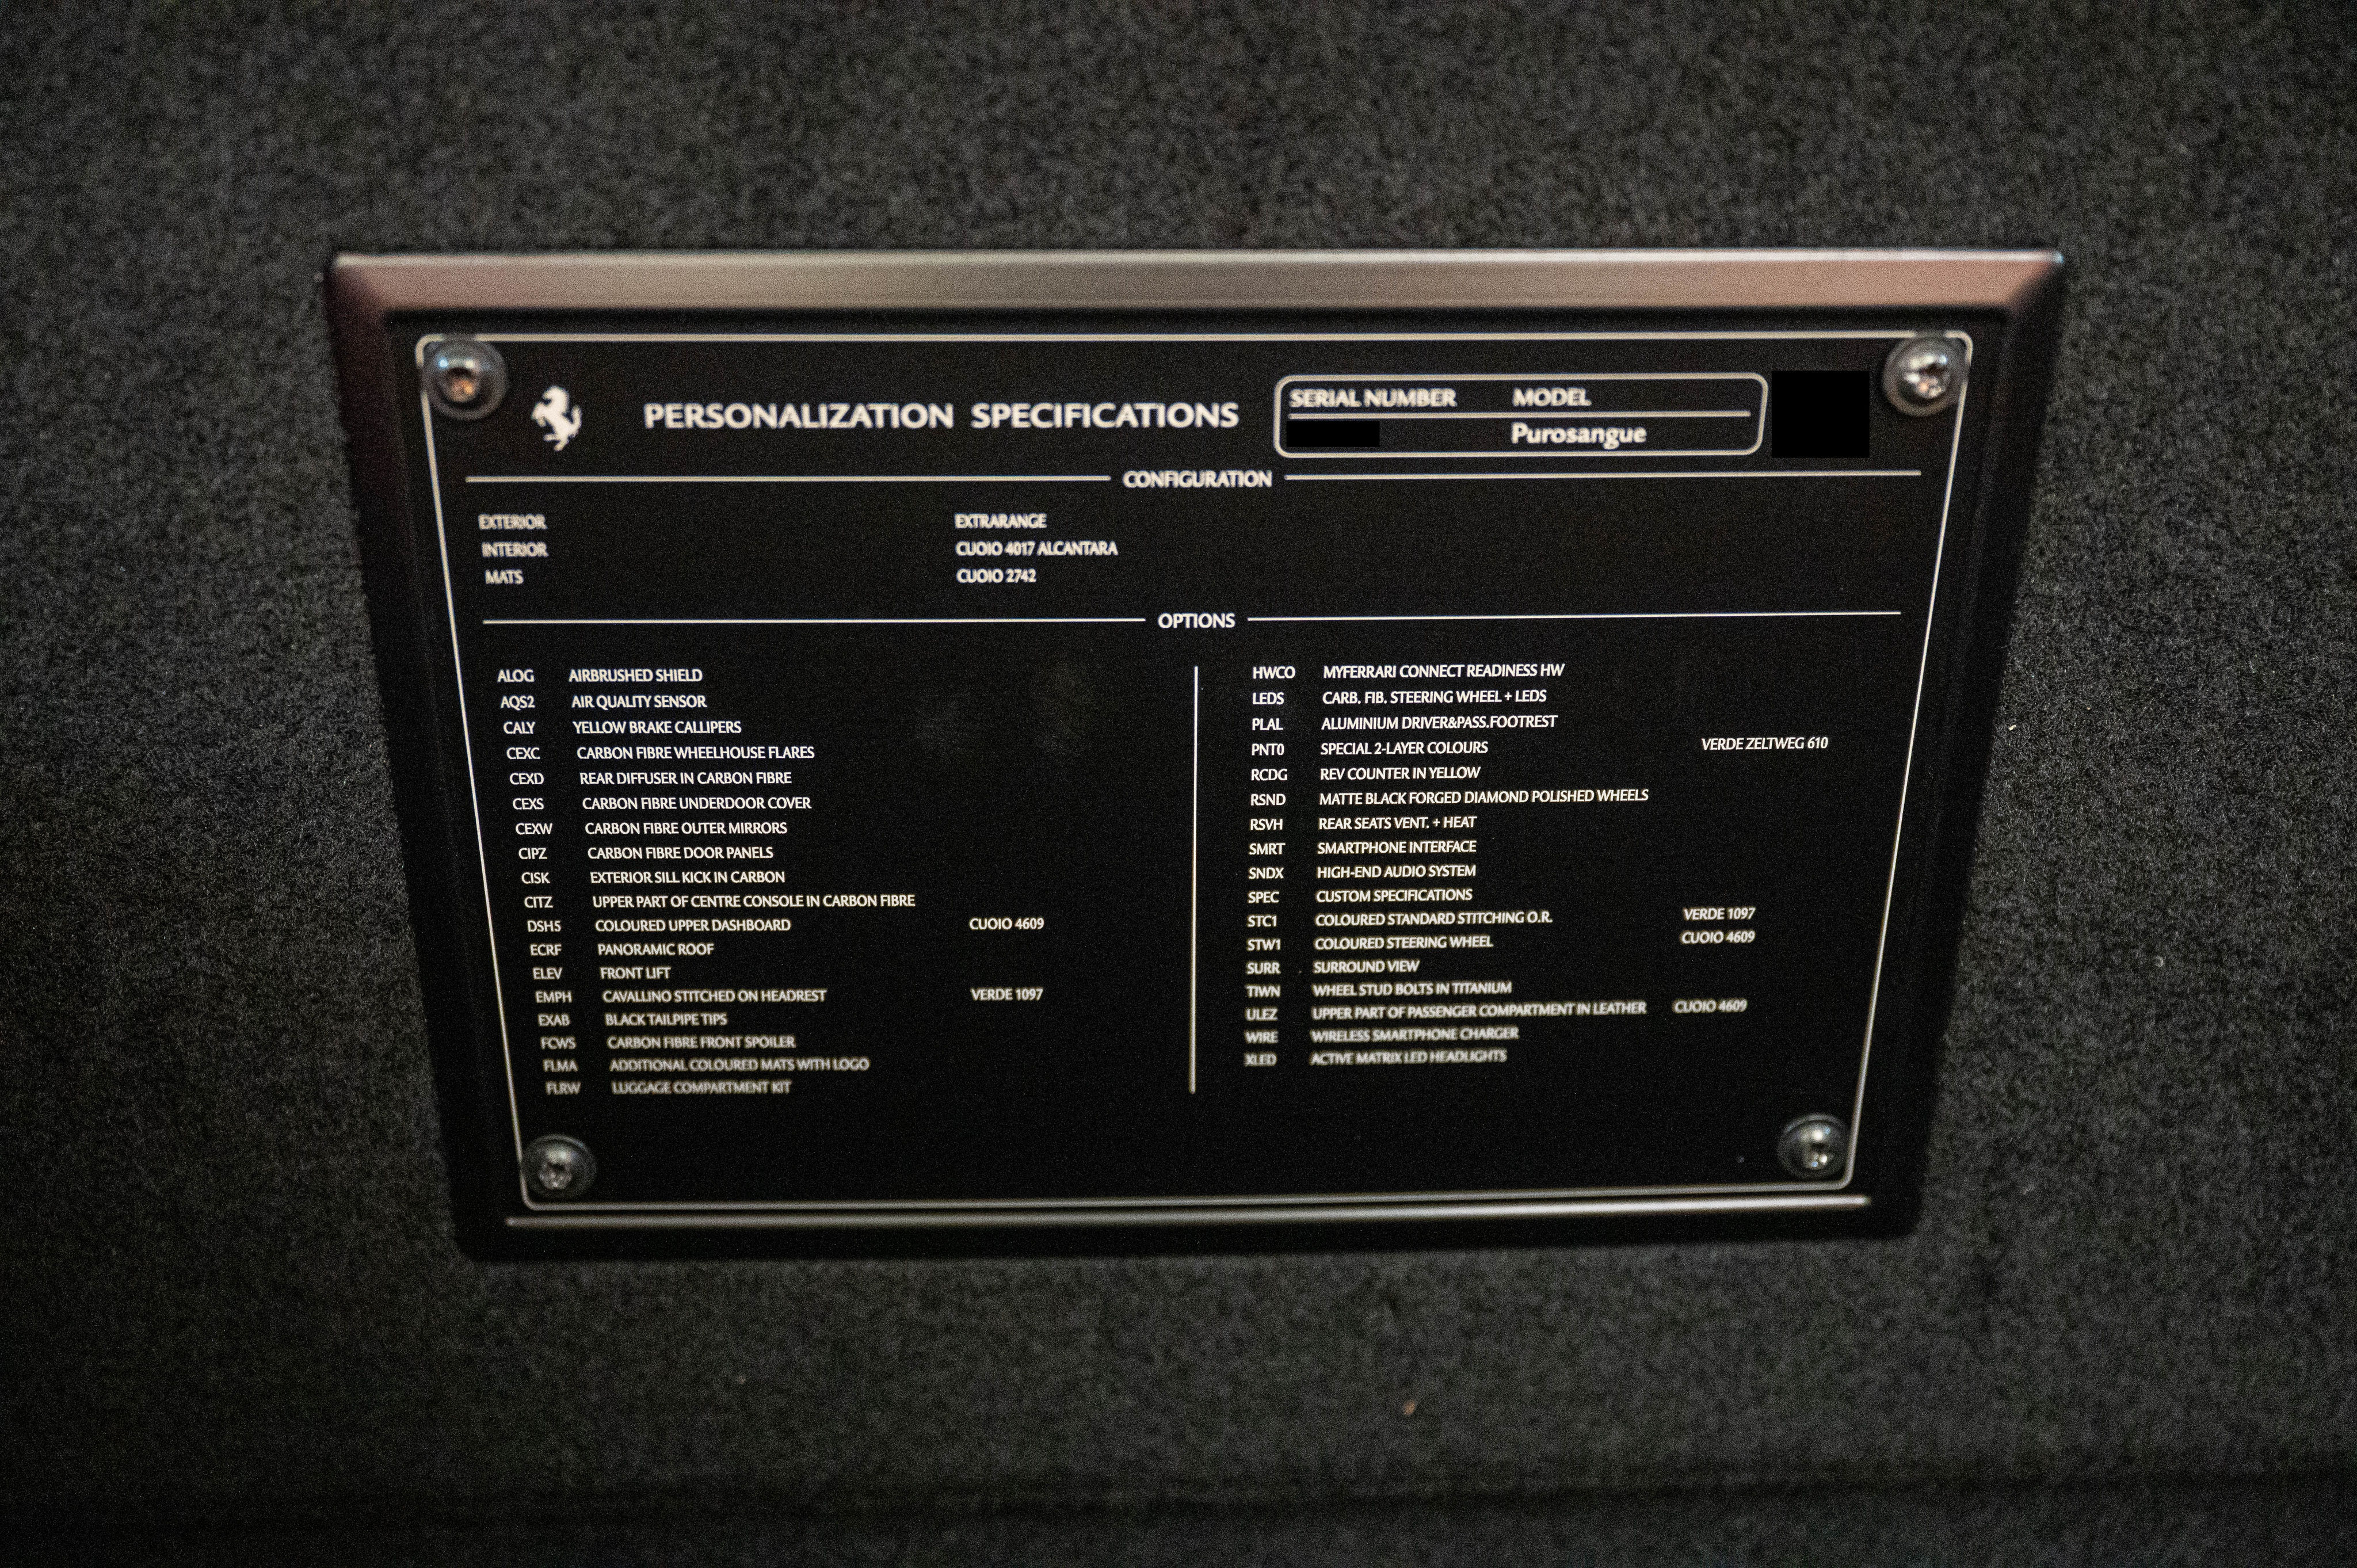 PERSONALIZATION SPECIFICATIONS
SERIAL NUMBER MODEL
Purosangue
CONFIGURATION
EXTERIOR EXTRARANGE
INTERIOR CUOIO 4017 ALCANTARA
MATS CUOIO 2742
OPTIONS
ALOG AIRBRUSHED SHIELD
AQS2 AIR QUALITY SENSOR
CALY YELLOW BRAKE CALLIPERS
CEXC CARBON FIBRE WHEELHOUSE FLARES
CEXD REAR DIFFUSER IN CARBON FIBRE
CEXS CARBON FIBRE UNDERDOOR COVER
CEXW CARBON FIBRE OUTER MIRRORS
CIPZ CARBON FIBRE DOOR PANELS
CISK EXTERIOR SILL KICK IN CARBON
CITZ UPPER PART OF CENTRE CONSOLE IN CARBON FIBRE
DSH5 COLOURED UPPER DASHBOARD CUOIO 4609
ECRF PANORAMIC ROOF
ELEV FRONT LIFT
EMPH CAVALLINO STITCHED ON HEADREST VERDE 1097
EXAB BLACK TAILPIPE TIPS
FCWS CARBON FIBRE FRONT SPOILER
FLMA ADDITIONAL COLOURED MATS WITH LOGO
FLRW LUGGAGE COMPARTMENT KIT
HWCO MYFERRARI CONNECT READINESS HW
LEDS CARB. FIB. STEERING WHEEL + LEDS
PLAL ALUMINIUM DRIVER&PASS.FOOTREST
PNT0 SPECIAL 2-LAYER COLOURS VERDE ZELTWEG 610
RCDG REV COUNTER IN YELLOW
RSND MATTE BLACK FORGED DIAMOND POLISHED WHEELS
RSVH REAR SEATS VENT. + HEAT
SMRT SMARTPHONE INTERFACE
SNDX HIGH-END AUDIO SYSTEM
SPEC CUSTOM SPECIFICATIONS
STC1 COLOURED STANDARD STITCHING O.R. VERDE 1097
STW1 COLOURED STEERING WHEEL CUOIO 4609
SURR SURROUND VIEW
TIWN WHEEL STUD BOLTS IN TITANIUM
ULEZ UPPER PART OF PASSENGER COMPARTMENT IN LEATHER CUOIO 4609
WIRE WIRELESS SMARTPHONE CHARGER
XLED ACTIVE MATRIX LED HEADLIGHTS